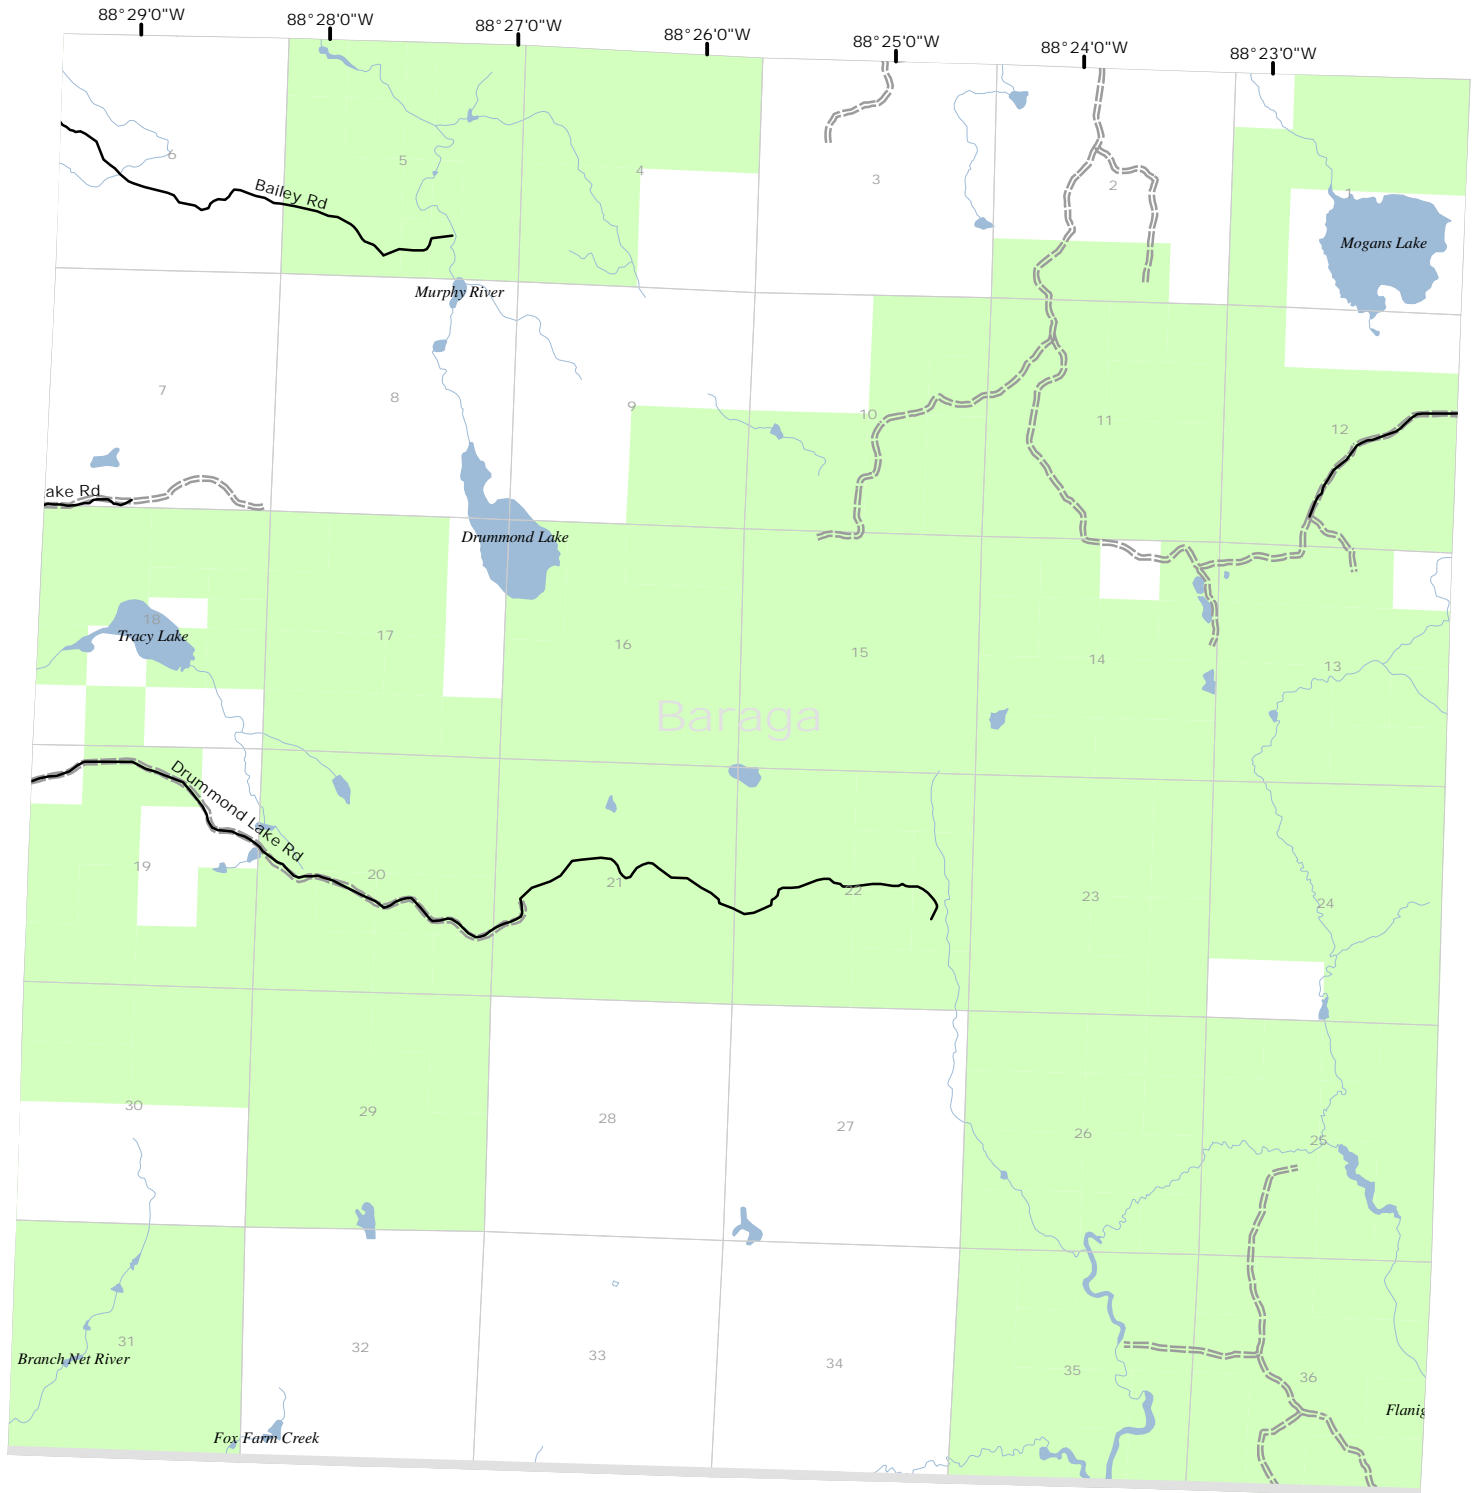 88°29'0"W
88°28'0"W
88°27'0"W
88°26'0"W
88°25'0"W
88°24'0"W
88°23'0"W
6
5
4
3
2
1
Bailey Rd
Mogans Lake
Murphy River
7
8
9
10
11
12
ake Rd
Drummond Lake
18
17
16
15
14
13
Tracy Lake
Baraga
Drummond Lake Rd
19
20
21
22
23
24
30
29
28
27
26
25
31
32
33
34
35
36
Branch Net River
Flanig
Fox Farm Creek